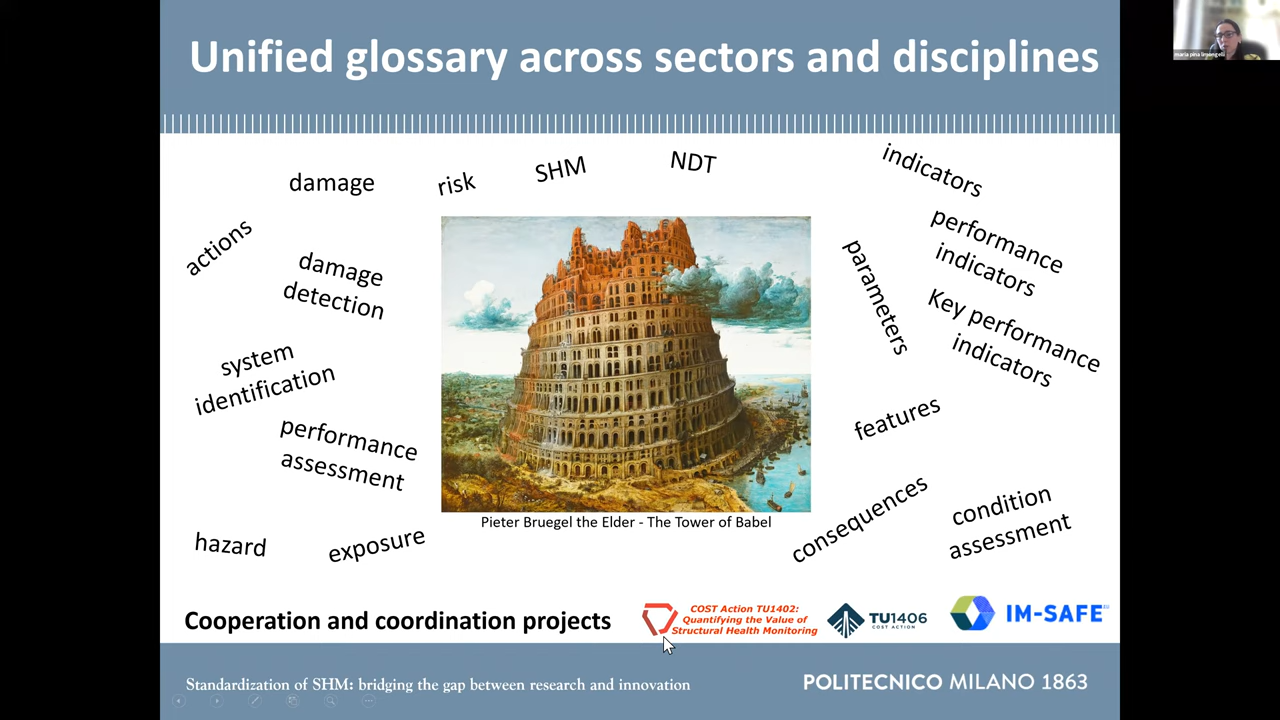 Unified glossary across sectors and disciplines
maria pina limongelli
damage
risk
SHM
NDT
indicators
actions
damage
detection
performance
indicators
parameters
Key performance
indicators
system
identification
features
performance
assessment
consequences
condition
assessment
hazard
exposure
Pieter Bruegel the Elder - The Tower of Babel
Cooperation and coordination projects
COST Action TU1402:
Quantifying the Value of
Structural Health Monitoring
TU1406
COST ACTION
IM-SAFE
Standardization of SHM: bridging the gap between research and innovation
POLITECNICO MILANO 1863